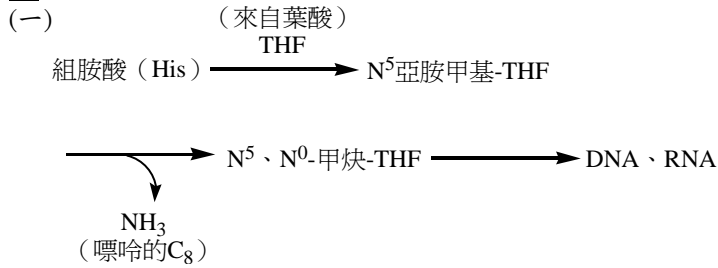 (一)
(來自葉酸)
THF
組胺酸(His) N⁵亞胺甲基-THF
N⁵、N⁰-甲炔-THF DNA、RNA
NH₃
(嘌呤的C₈)